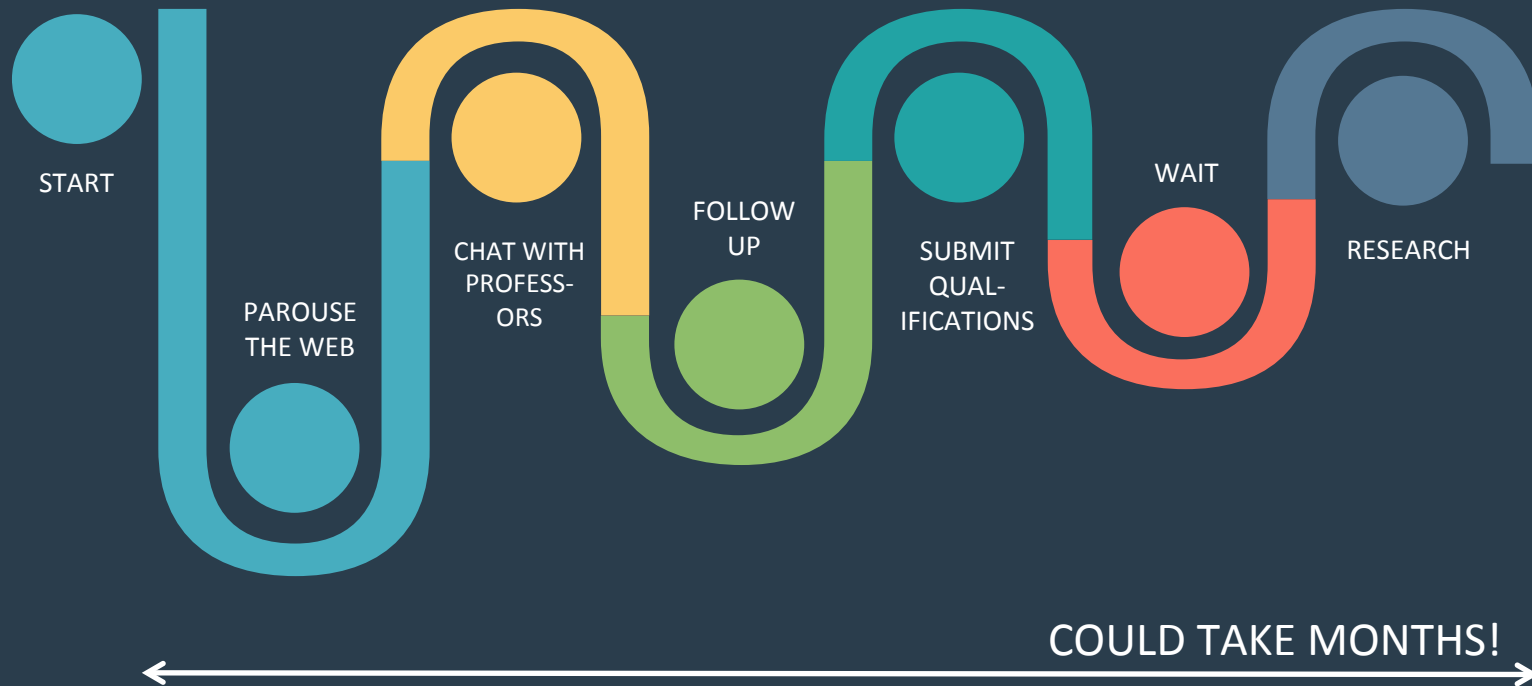 START
PAROUSE
THE WEB
CHAT WITH
PROFESS-
ORS
FOLLOW
UP
SUBMIT
QUAL-
IFICATIONS
WAIT
RESEARCH
COULD TAKE MONTHS!